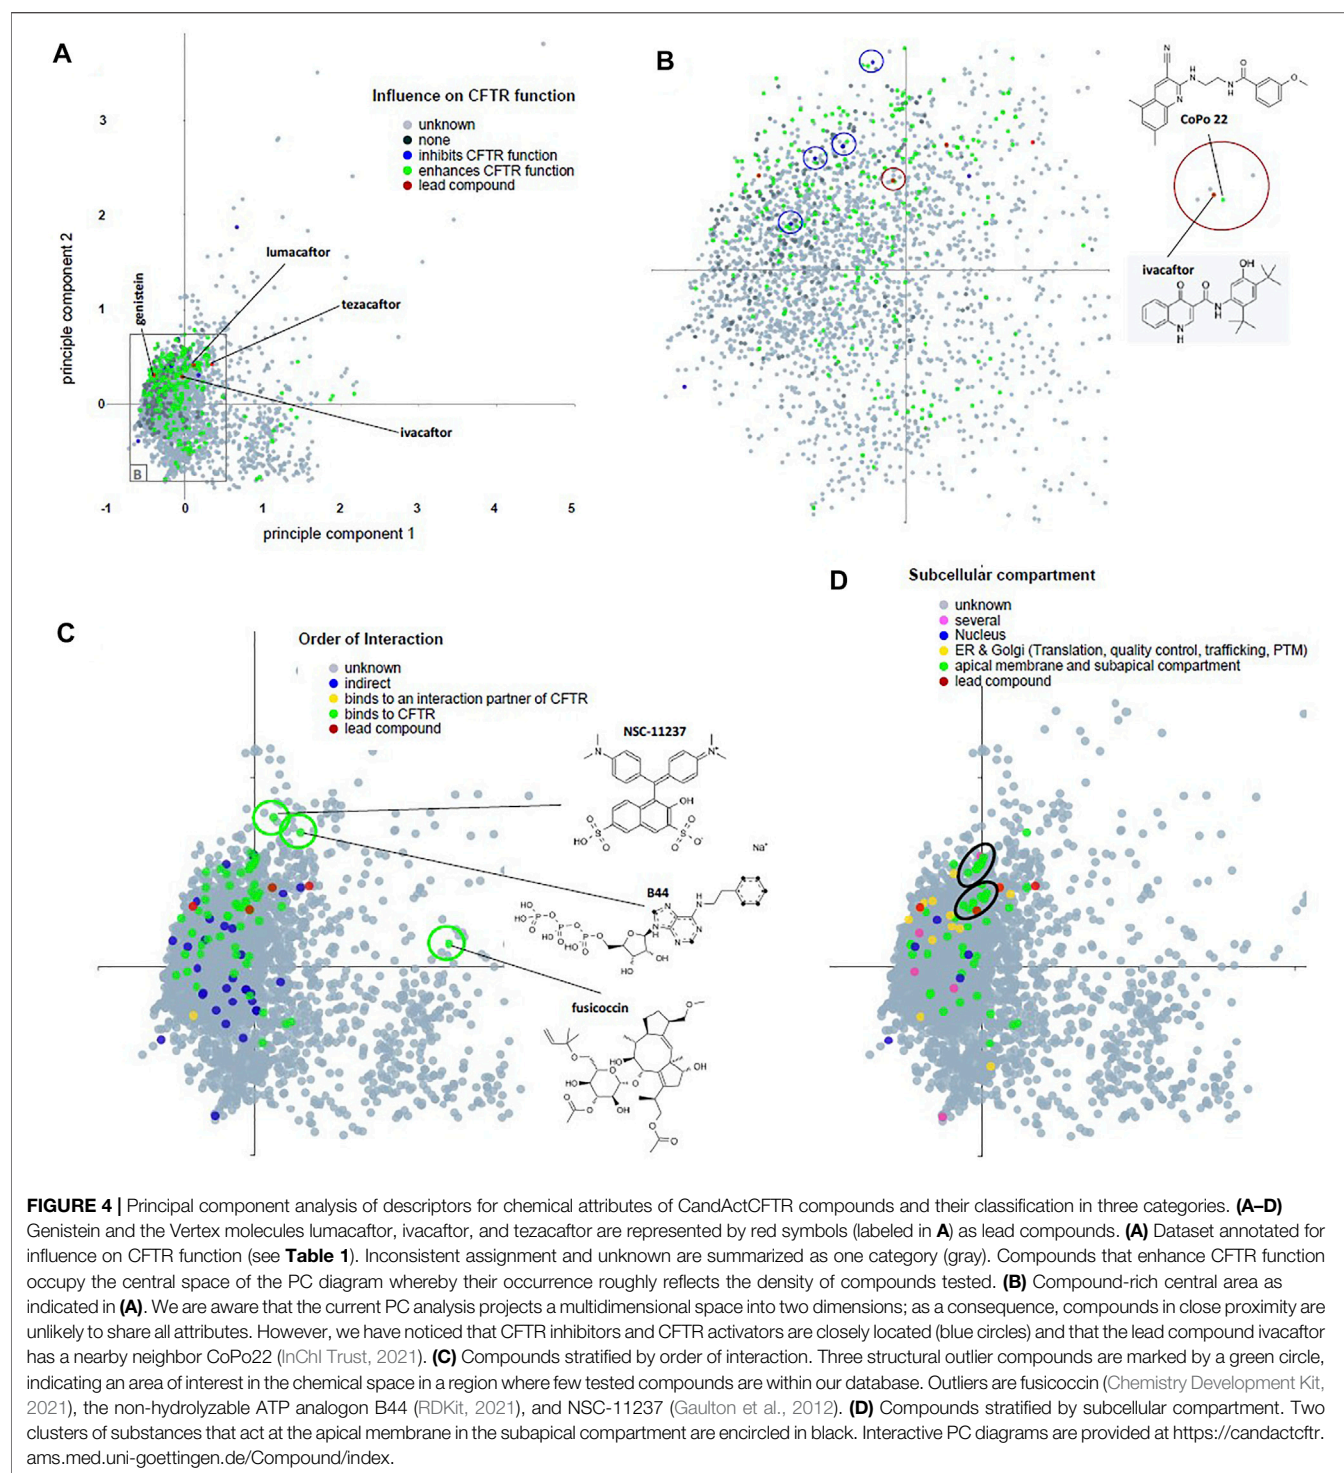 A
Influence on CFTR function
unknown
none
inhibits CFTR function
enhances CFTR function
lead compound
3
2
1
0
principle component 2
genistein
lumacaftor
tezacaftor
ivacaftor
B
-1
0
1
2
3
4
5
principle component 1
B
CoPo 22
N
H
N
N
O
N
H
O
ivacaftor
O
O
OH
N
H
N
H
C
Order of Interaction
unknown
indirect
binds to an interaction partner of CFTR
binds to CFTR
lead compound
NSC-11237
N
N+
OH
HO
S
O
O
S
O
O
O-
Na+
B44
fusicoccin
D
Subcellular compartment
unknown
several
Nucleus
ER & Golgi (Translation, quality control, trafficking, PTM)
apical membrane and subapical compartment
lead compound
FIGURE 4 | Principal component analysis of descriptors for chemical attributes of CandActCFTR compounds and their classification in three categories. (A–D)
Genistein and the Vertex molecules lumacaftor, ivacaftor, and tezacaftor are represented by red symbols (labeled in A) as lead compounds. (A) Dataset annotated for
influence on CFTR function (see Table 1). Inconsistent assignment and unknown are summarized as one category (gray). Compounds that enhance CFTR function
occupy the central space of the PC diagram whereby their occurrence roughly reflects the density of compounds tested. (B) Compound-rich central area as
indicated in (A). We are aware that the current PC analysis projects a multidimensional space into two dimensions; as a consequence, compounds in close proximity are
unlikely to share all attributes. However, we have noticed that CFTR inhibitors and CFTR activators are closely located (blue circles) and that the lead compound ivacaftor
has a nearby neighbor CoPo22 (InChI Trust, 2021). (C) Compounds stratified by order of interaction. Three structural outlier compounds are marked by a green circle,
indicating an area of interest in the chemical space in a region where few tested compounds are within our database. Outliers are fusicoccin (Chemistry Development Kit,
2021), the non-hydrolyzable ATP analogon B44 (RDKit, 2021), and NSC-11237 (Gaulton et al., 2012). (D) Compounds stratified by subcellular compartment. Two
clusters of substances that act at the apical membrane in the subapical compartment are encircled in black. Interactive PC diagrams are provided at https://candactcftr.
ams.med.uni-goettingen.de/Compound/index.